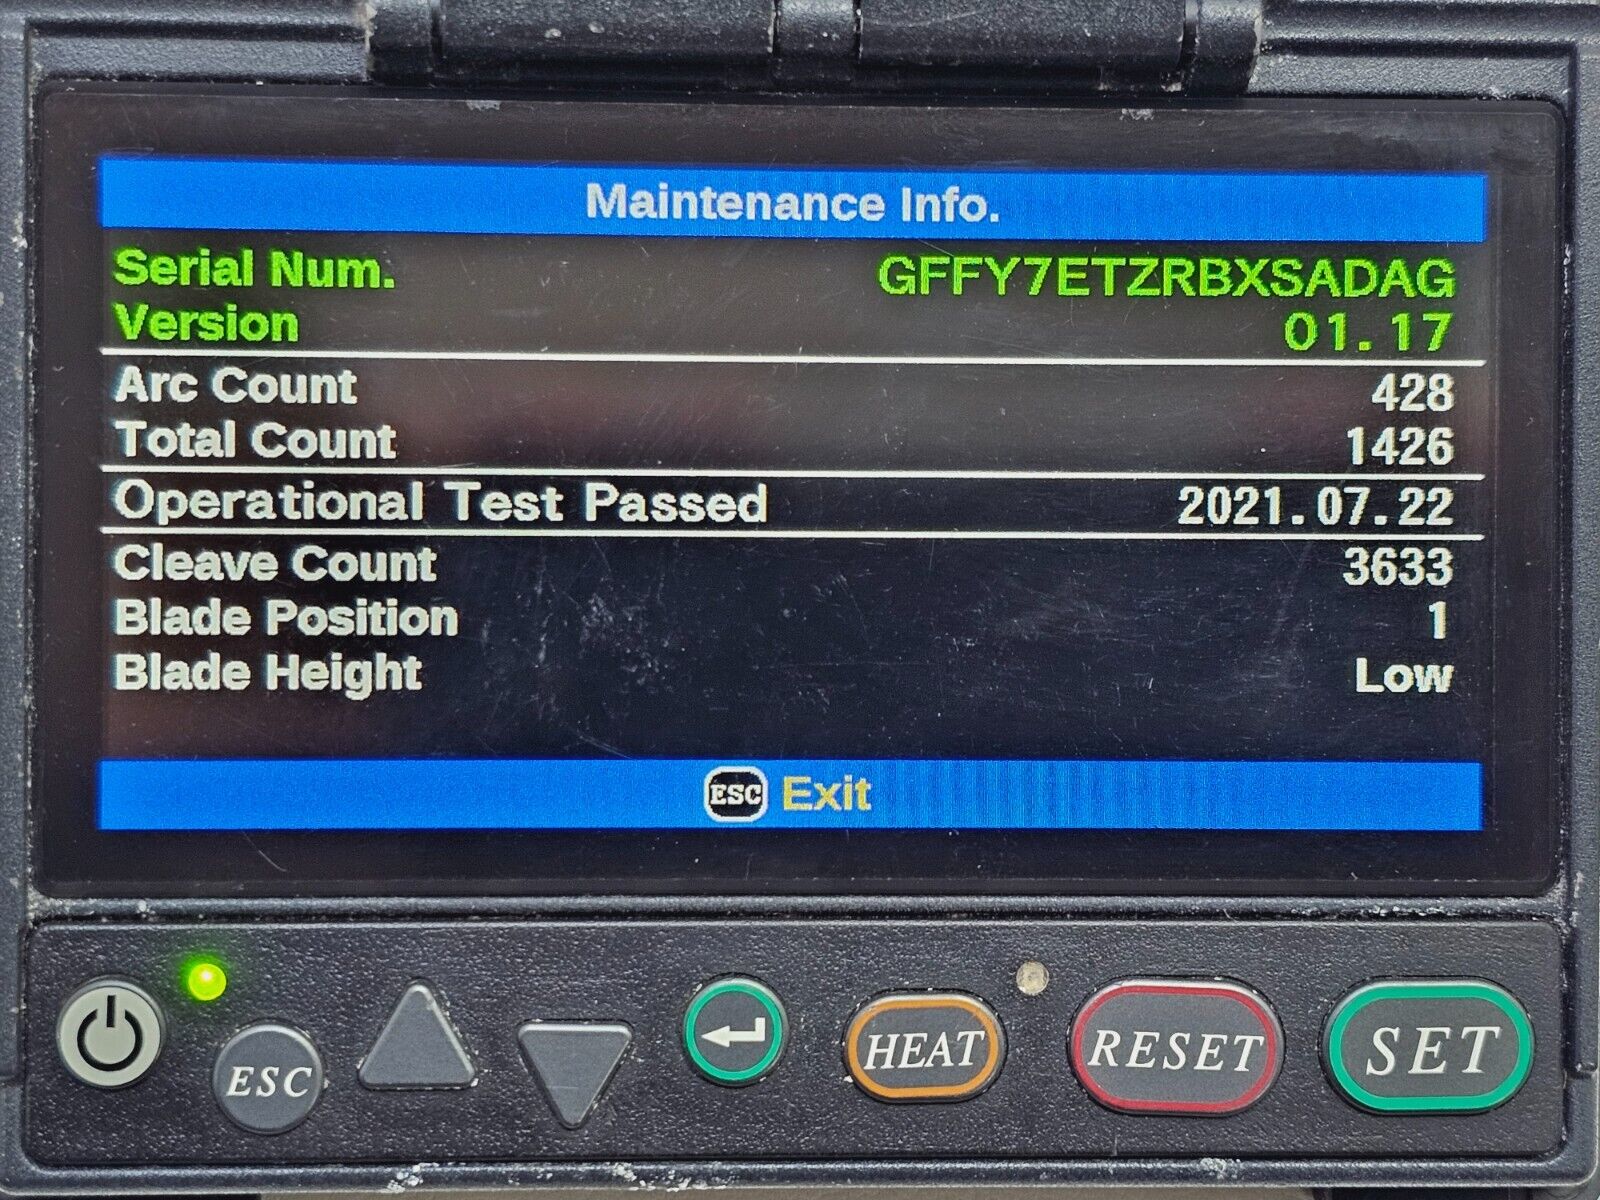 Maintenance Info.
Serial Num. GFFY7ETZRBXSADAG
Version 01.17
Arc Count 428
Total Count 1426
Operational Test Passed 2021.07.22
Cleave Count 3633
Blade Position 1
Blade Height Low
ESC Exit
ESC HEAT RESET SET